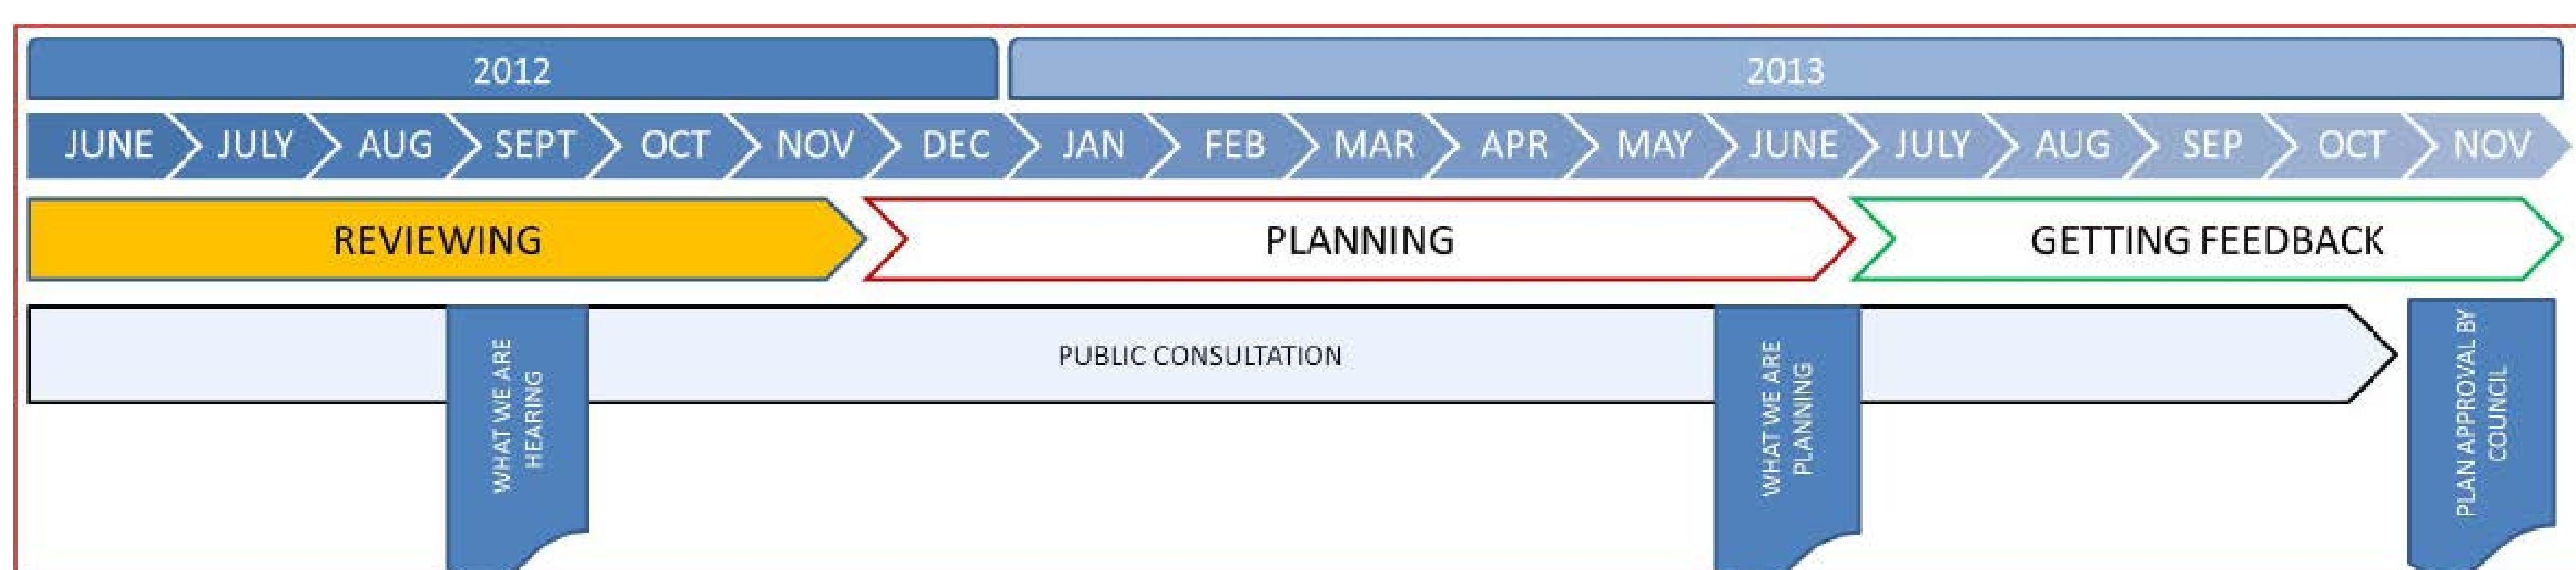 2012
2013
JUNE JULY AUG SEPT OCT NOV DEC JAN FEB MAR APR MAY JUNE JULY AUG SEP OCT NOV
REVIEWING
PLANNING
GETTING FEEDBACK
PUBLIC CONSULTATION
WHAT WE ARE
HEARING
WHAT WE ARE
PLANNING
PLAN APPROVAL BY
COUNCIL